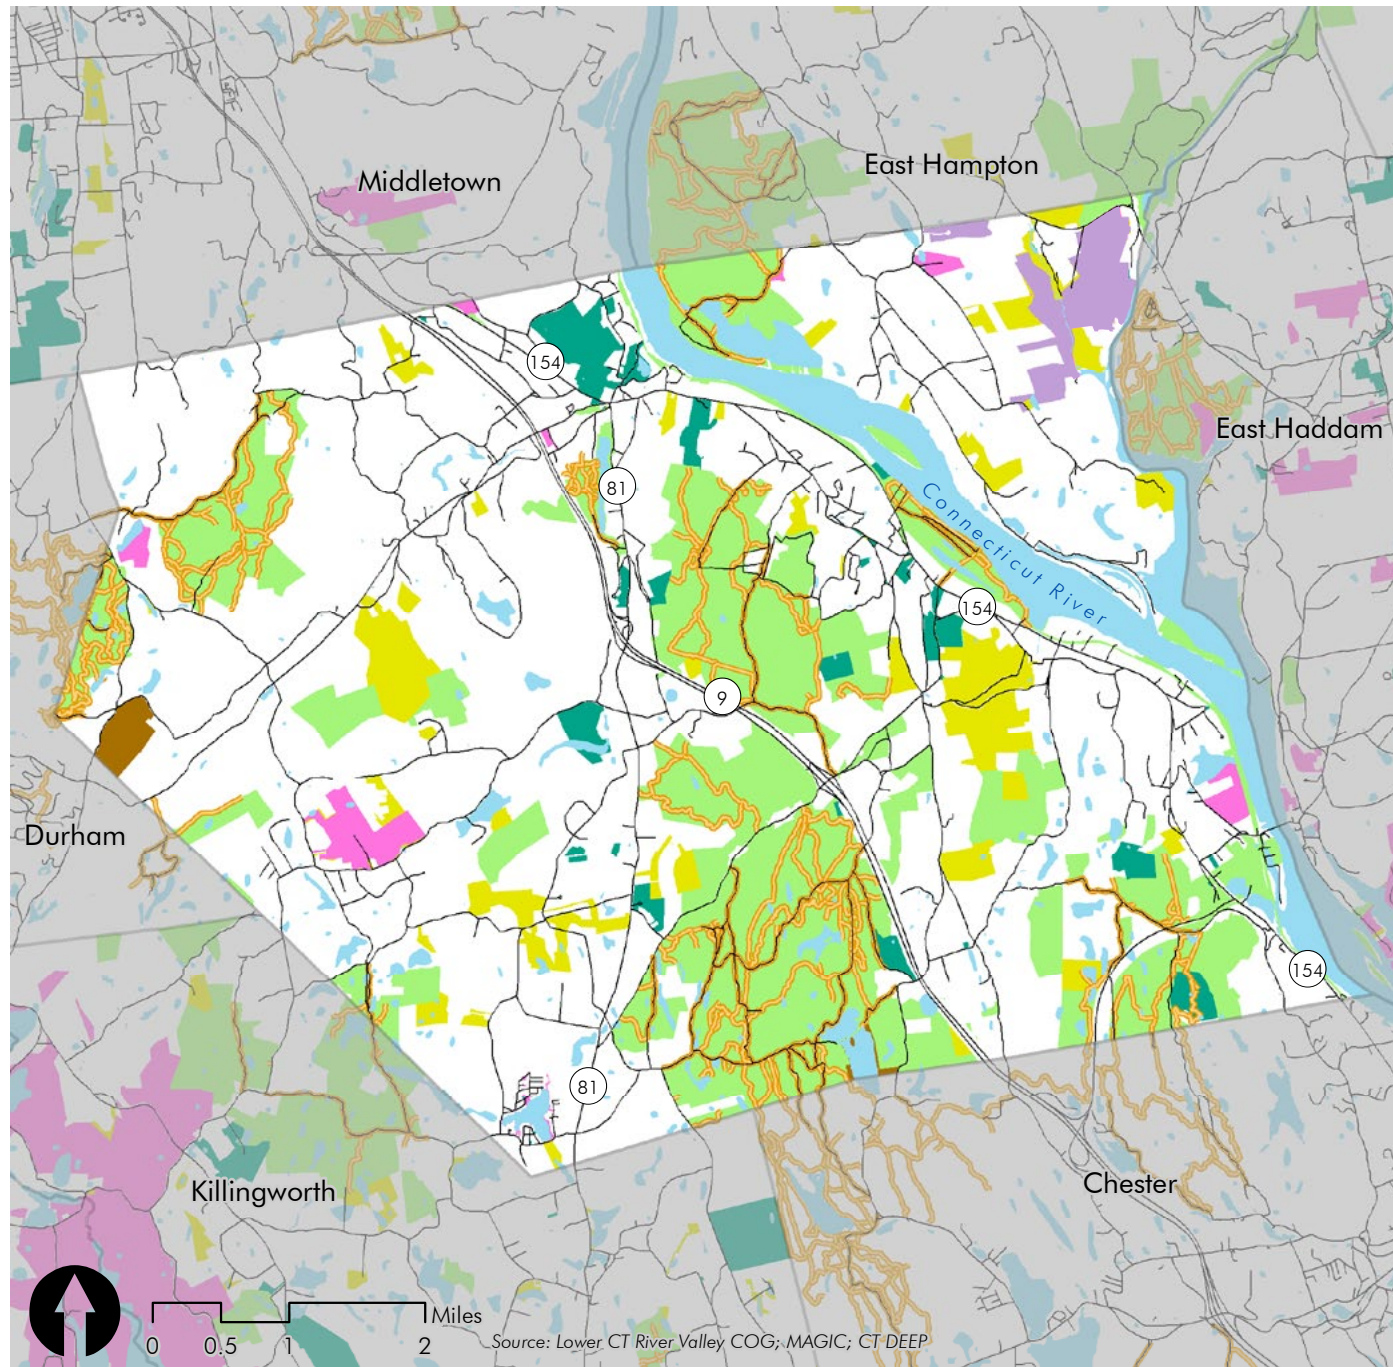 East Hampton
Middletown
154
East Haddam
81
Connecticut River
154
9
Durham
154
81
Chester
Killingworth
Miles
0 0.5 1 2
Source: Lower CT River Valley COG; MAGIC; CT DEEP